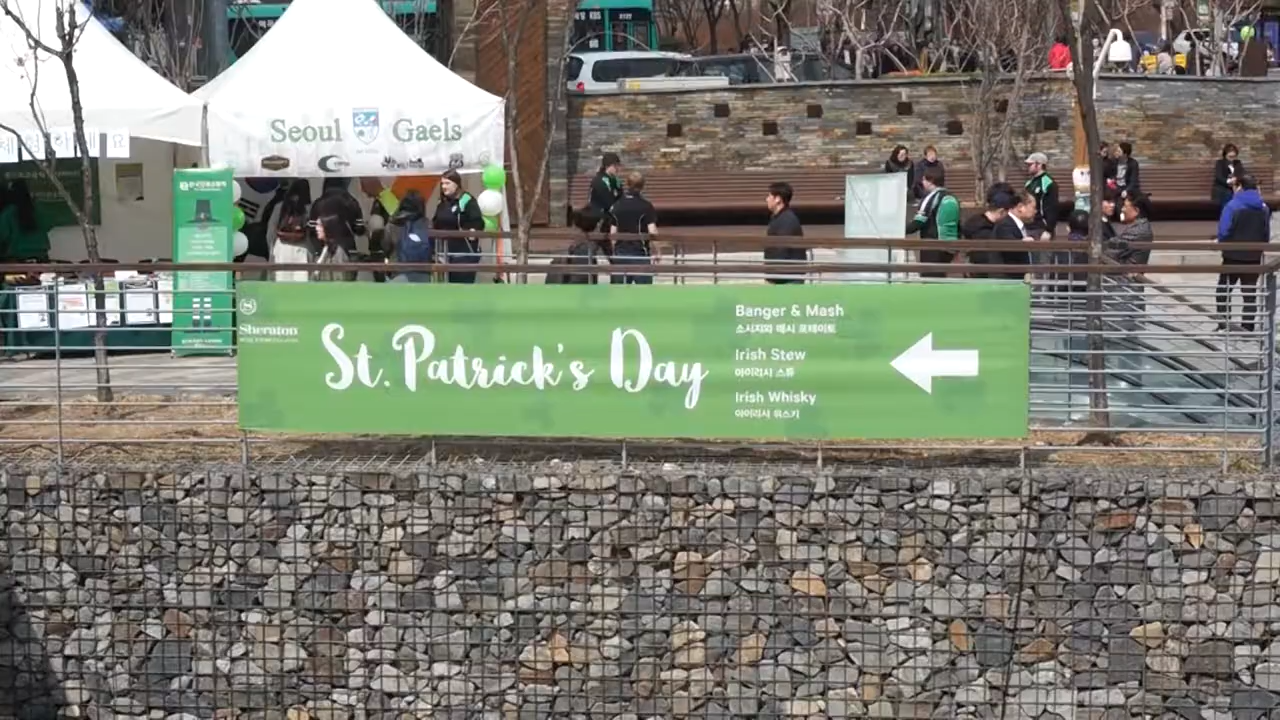 Seoul Gaels
Sheraton
St. Patrick's Day
Banger & Mash
소시지와 매시 포테이토
Irish Stew
아이리시 스튜
Irish Whisky
아이리시 위스키